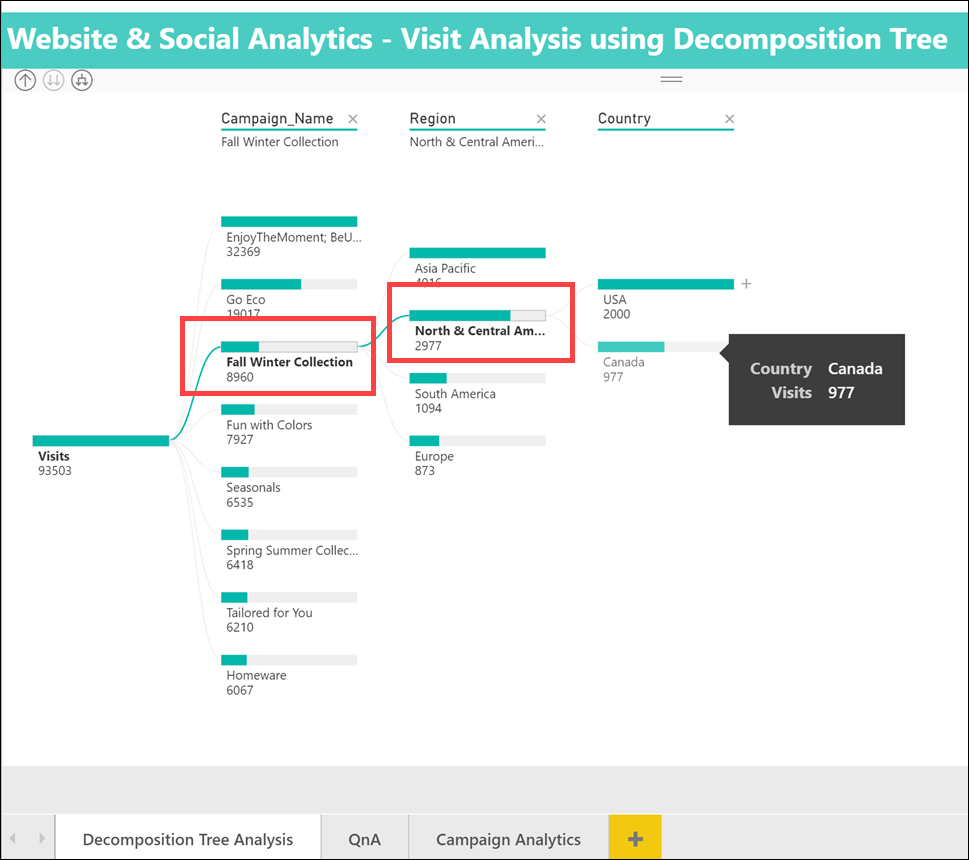 Website & Social Analytics - Visit Analysis using Decomposition Tree
Campaign_Name
Fall Winter Collection
Region
North & Central Ameri...
Country
Visits
93503
EnjoyTheMoment; BeU...
32369
Go Eco
19017
Fall Winter Collection
8960
Fun with Colors
7927
Seasonals
6535
Spring Summer Collec...
6418
Tailored for You
6210
Homeware
6067
Asia Pacific
4016
North & Central Am...
2977
South America
1094
Europe
873
USA
2000
Canada
977
Country Canada
Visits 977
Decomposition Tree Analysis
QnA
Campaign Analytics